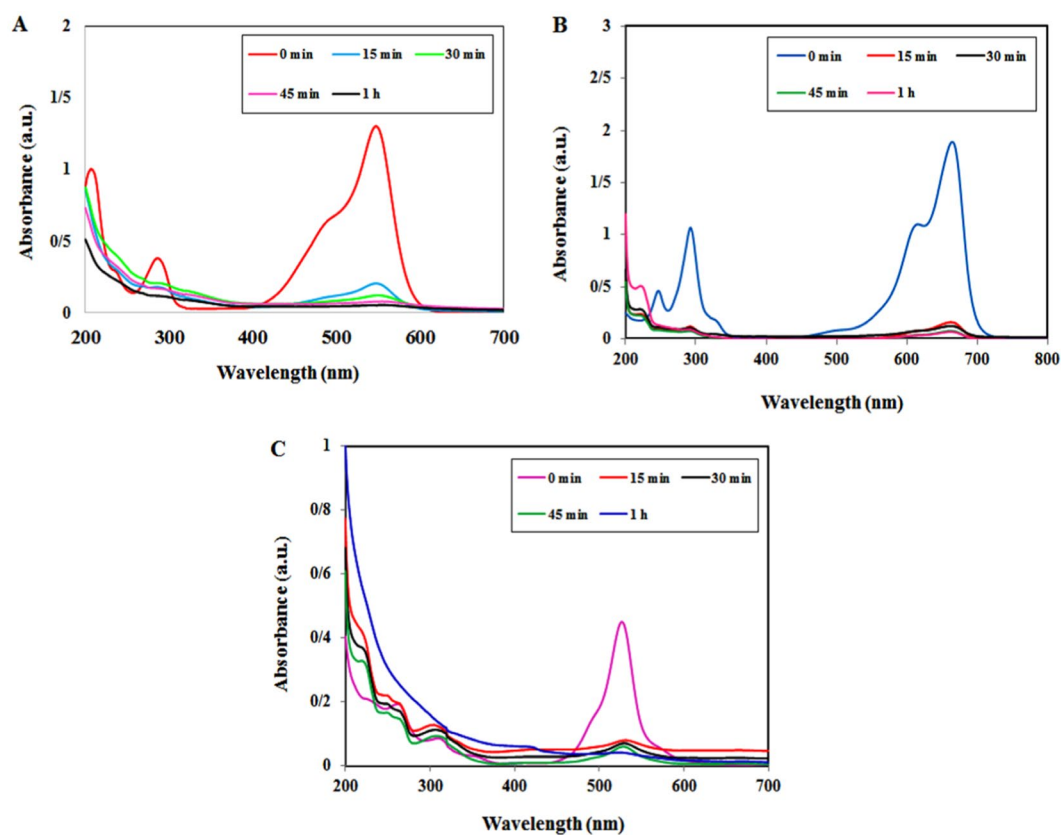 A
2
1/5
1
0/5
0
Absorbance (a.u.)
0 min 15 min 30 min
45 min 1 h
200 300 400 500 600 700
Wavelength (nm)
B
3
2/5
2
1/5
1
0/5
0
Absorbance (a.u.)
0 min 15 min 30 min
45 min 1 h
200 300 400 500 600 700 800
Wavelength (nm)
C
1
0/8
0/6
0/4
0/2
0
Absorbance (a.u.)
0 min 15 min 30 min
45 min 1 h
200 300 400 500 600 700
Wavelength (nm)